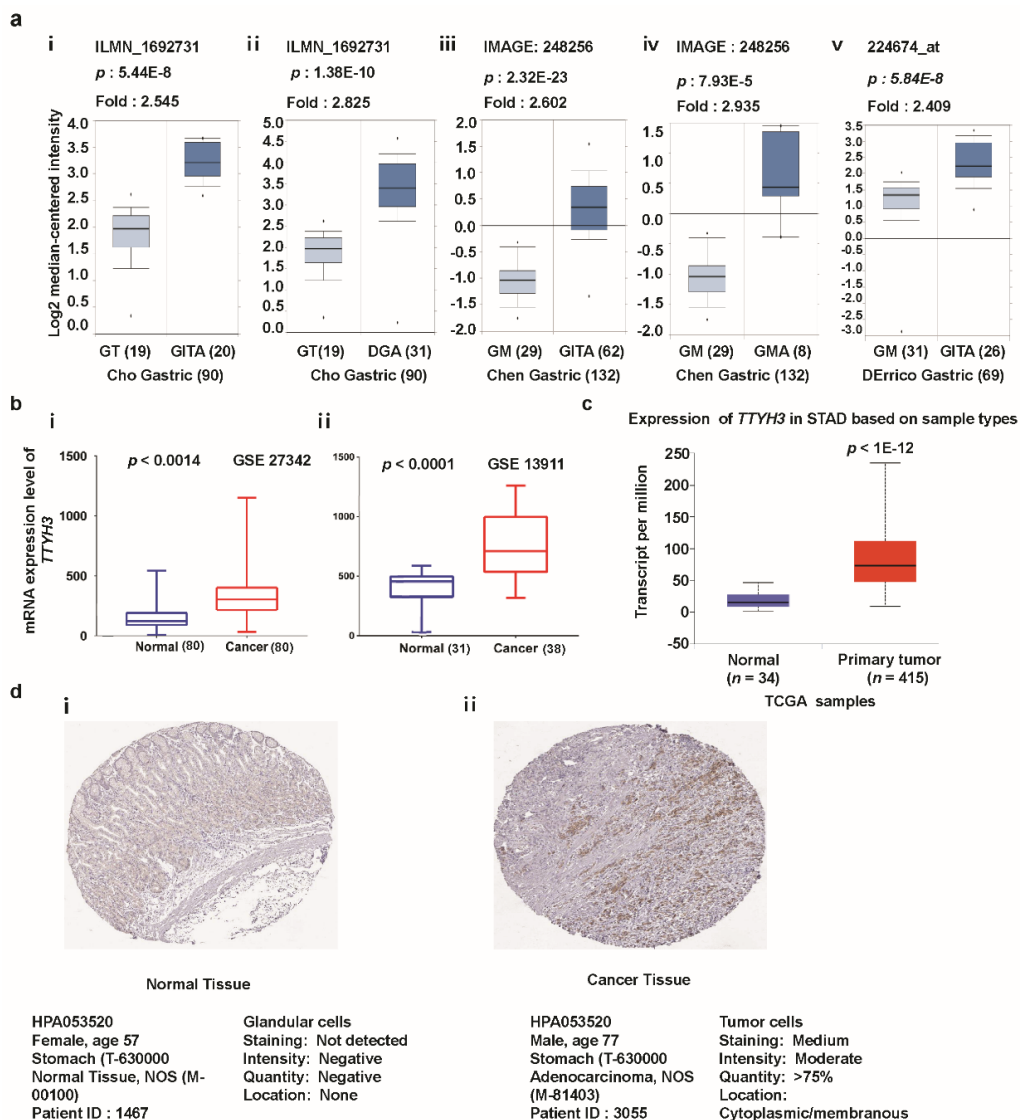 a
i
ILMN_1692731
p : 5.44E-8
Fold : 2.545
ii
ILMN_1692731
p : 1.38E-10
Fold : 2.825
iii
IMAGE: 248256
p : 2.32E-23
Fold : 2.602
iv
IMAGE : 248256
p : 7.93E-5
Fold : 2.935
v
224674_at
p : 5.84E-8
Fold : 2.409
Log2 median-centered intensity
4.0
3.5
3.0
2.5
2.0
1.5
1.0
0.5
0.0
GT (19) GITA (20)
Cho Gastric (90)
5.0
4.5
4.0
3.5
3.0
2.5
2.0
1.5
1.0
0.5
0.0
GT(19) DGA (31)
Cho Gastric (90)
2.0
1.5
1.0
0.5
0.0
-0.5
-1.0
-1.5
-2.0
GM (29) GITA (62)
Chen Gastric (132)
1.5
1.0
0.5
0.0
-0.5
-1.0
-1.5
-2.0
GM (29) GMA (8)
Chen Gastric (132)
3.5
3.0
2.5
2.0
1.5
1.0
0.5
0.0
-0.5
-1.0
-1.5
-2.0
-2.5
-3.0
GM (31) GITA (26)
DErrico Gastric (69)
b
i
p < 0.0014 GSE 27342
mRNA expression level of
TTYH3
1500
1000
500
0
Normal (80) Cancer (80)
ii
p < 0.0001 GSE 13911
1500
1000
500
0
Normal (31) Cancer (38)
c
Expression of TTYH3 in STAD based on sample types
p < 1E-12
Transcript per million
250
200
150
100
50
0
-50
Normal
(n = 34)
Primary tumor
(n = 415)
TCGA samples
d
i
Normal Tissue
HPA053520
Female, age 57
Stomach (T-630000
Normal Tissue, NOS (M-
00100)
Patient ID : 1467
Glandular cells
Staining: Not detected
Intensity: Negative
Quantity: Negative
Location: None
ii
Cancer Tissue
HPA053520
Male, age 77
Stomach (T-630000
Adenocarcinoma, NOS
(M-81403)
Patient ID : 3055
Tumor cells
Staining: Medium
Intensity: Moderate
Quantity: >75%
Location:
Cytoplasmic/membranous